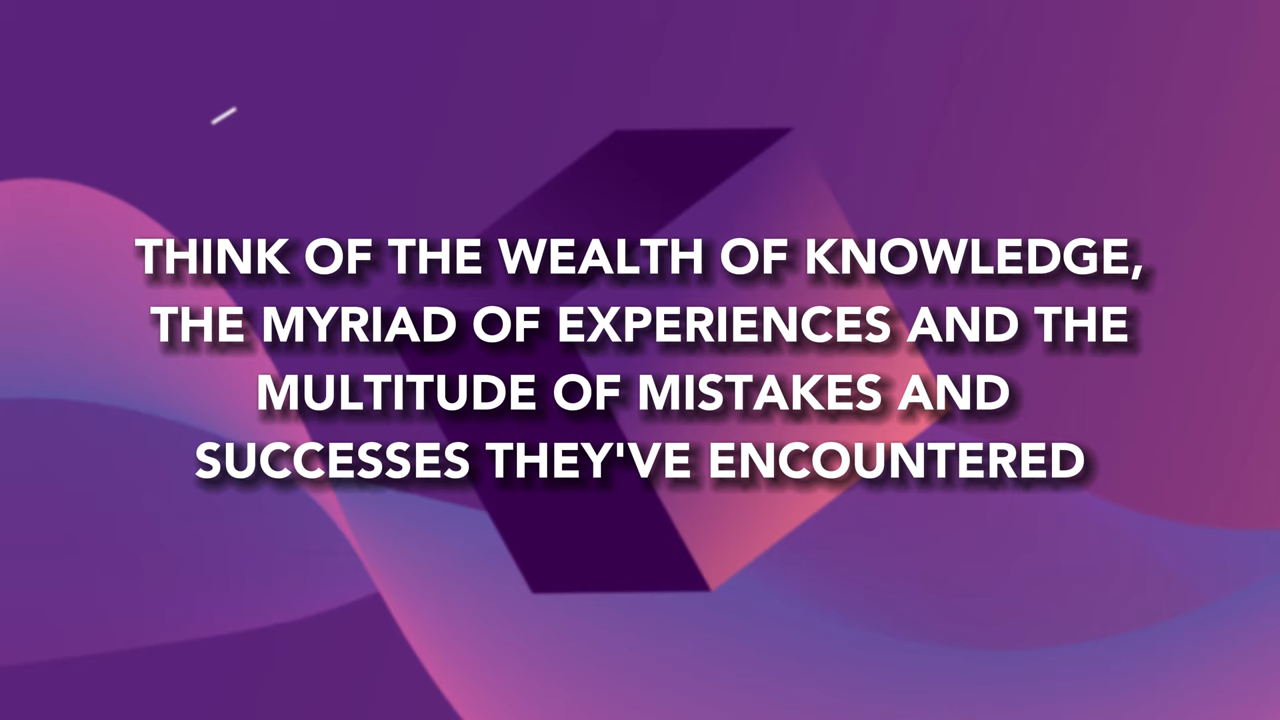 THINK OF THE WEALTH OF KNOWLEDGE,
THE MYRIAD OF EXPERIENCES AND THE
MULTITUDE OF MISTAKES AND
SUCCESSES THEY'VE ENCOUNTERED